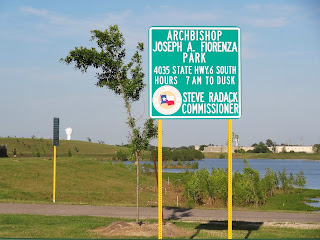 ARCHBISHOP
JOSEPH A. FIORENZA
PARK
4035 STATE HWY.6 SOUTH
HOURS 7 AM TO DUSK
STEVE RADACK
COMMISSIONER